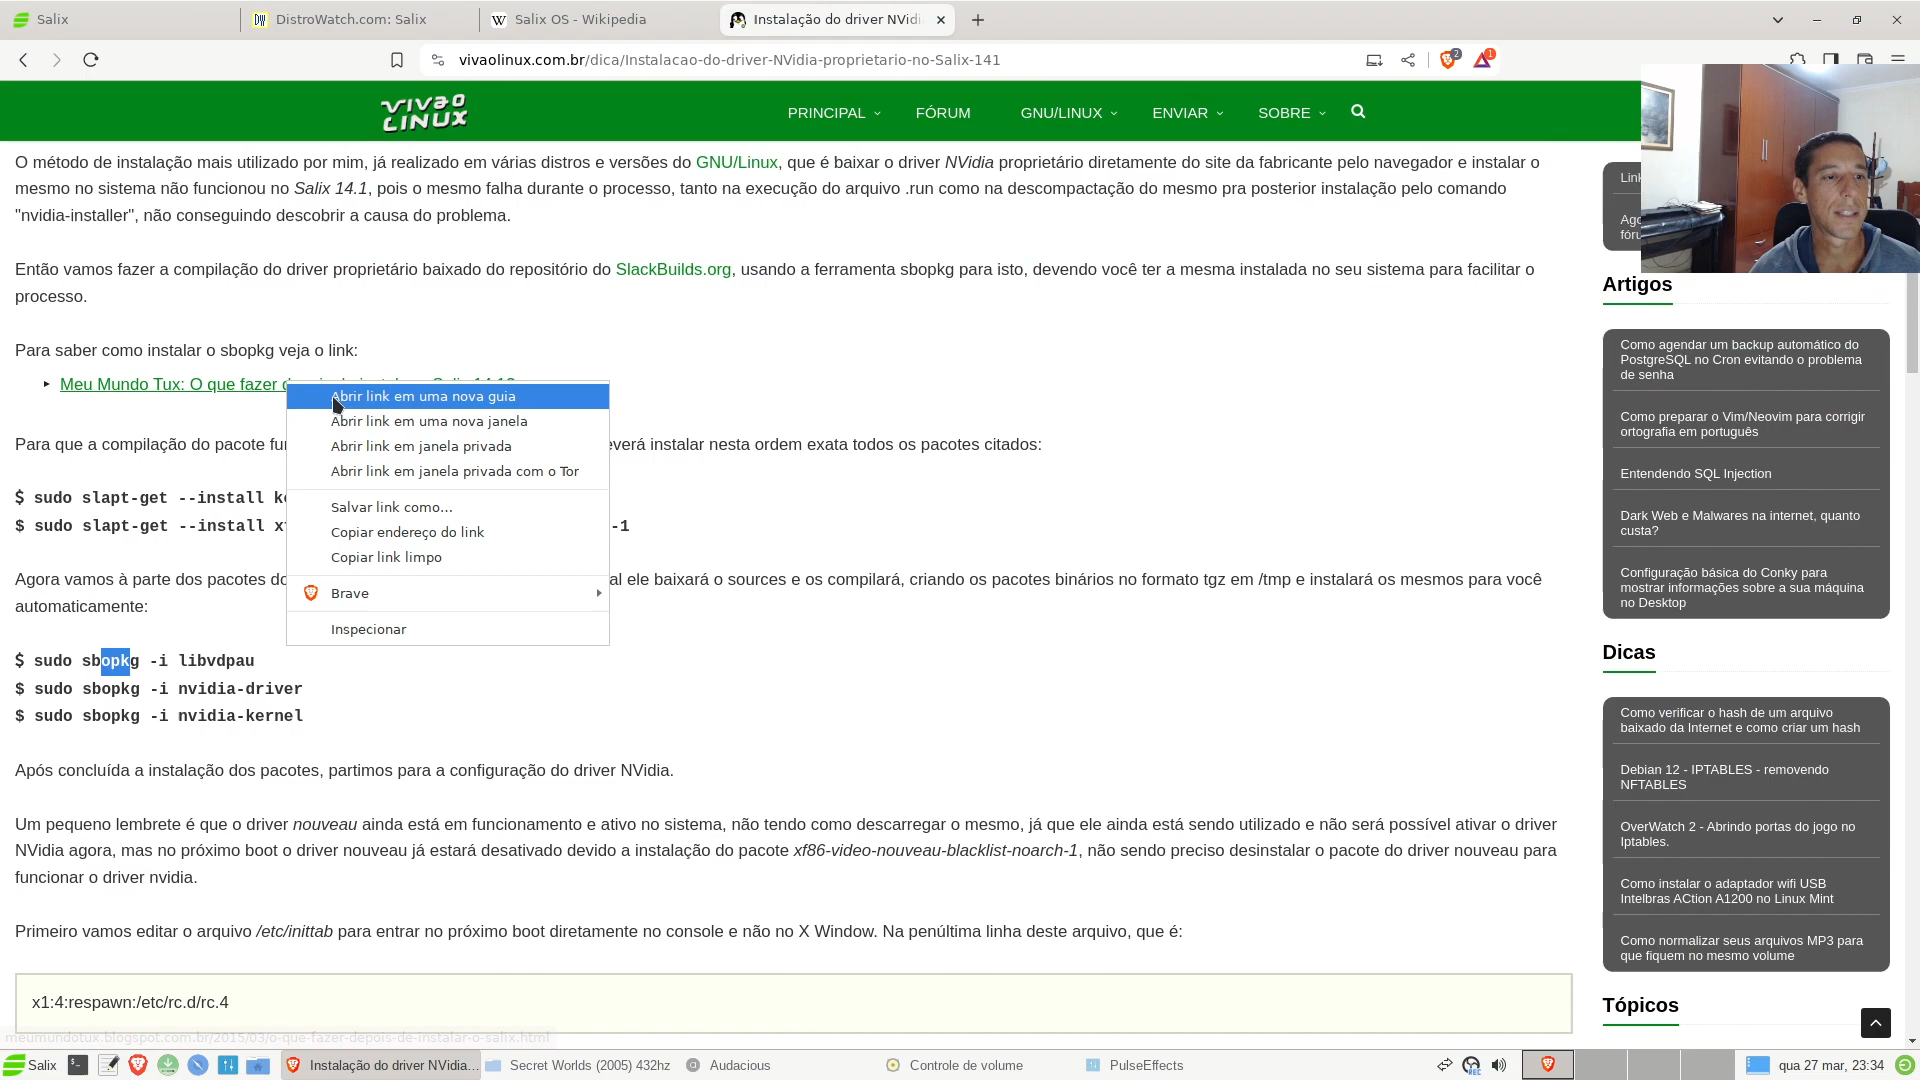 Salix
DistroWatch.com: Salix
Salix OS - Wikipedia
Instalação do driver NVidi
vivaolinux.com.br/dica/Instalacao-do-driver-NVidia-proprietario-no-Salix-141
2
1
VIVAO LINUX
PRINCIPAL
FÓRUM
GNU/LINUX
ENVIAR
SOBRE
O método de instalação mais utilizado por mim, já realizado em várias distros e versões do GNU/Linux, que é baixar o driver NVidia proprietário diretamente do site da fabricante pelo navegador e instalar o
mesmo no sistema não funcionou no Salix 14.1, pois o mesmo falha durante o processo, tanto na execução do arquivo .run como na descompactação do mesmo pra posterior instalação pelo comando
"nvidia-installer", não conseguindo descobrir a causa do problema.
Então vamos fazer a compilação do driver proprietário baixado do repositório do SlackBuilds.org, usando a ferramenta sbopkg para isto, devendo você ter a mesma instalada no seu sistema para facilitar o
processo.
Para saber como instalar o sbopkg veja o link:
Meu Mundo Tux: O que fazer
Abrir link em uma nova guia
Abrir link em uma nova janela
Abrir link em janela privada
Abrir link em janela privada com o Tor
Salvar link como...
Copiar endereço do link
Copiar link limpo
Brave
Inspecionar
Para que a compilação do pacote fu
everá instalar nesta ordem exata todos os pacotes citados:
$ sudo slapt-get --install k
$ sudo slapt-get --install x
-1
Agora vamos à parte dos pacotes do
al ele baixará o sources e os compilará, criando os pacotes binários no formato tgz em /tmp e instalará os mesmos para você
automaticamente:
$ sudo sbopkg -i libvdpau
$ sudo sbopkg -i nvidia-driver
$ sudo sbopkg -i nvidia-kernel
Após concluída a instalação dos pacotes, partimos para a configuração do driver NVidia.
Um pequeno lembrete é que o driver nouveau ainda está em funcionamento e ativo no sistema, não tendo como descarregar o mesmo, já que ele ainda está sendo utilizado e não será possível ativar o driver
NVidia agora, mas no próximo boot o driver nouveau já estará desativado devido a instalação do pacote xf86-video-nouveau-blacklist-noarch-1, não sendo preciso desinstalar o pacote do driver nouveau para
funcionar o driver nvidia.
Primeiro vamos editar o arquivo /etc/inittab para entrar no próximo boot diretamente no console e não no X Window. Na penúltima linha deste arquivo, que é:
x1:4:respawn:/etc/rc.d/rc.4
meumundotux.blogspot.com.br/2015/03/o-que-fazer-depois-de-instalar-o-salix.html
Link
Ago
fóru
Artigos
Como agendar um backup automático do
PostgreSQL no Cron evitando o problema
de senha
Como preparar o Vim/Neovim para corrigir
ortografia em português
Entendendo SQL Injection
Dark Web e Malwares na internet, quanto
custa?
Configuração básica do Conky para
mostrar informações sobre a sua máquina
no Desktop
Dicas
Como verificar o hash de um arquivo
baixado da Internet e como criar um hash
Debian 12 - IPTABLES - removendo
NFTABLES
OverWatch 2 - Abrindo portas do jogo no
Iptables.
Como instalar o adaptador wifi USB
Intelbras ACtion A1200 no Linux Mint
Como normalizar seus arquivos MP3 para
que fiquem no mesmo volume
Tópicos
Salix
Instalação do driver NVidia...
Secret Worlds (2005) 432hz
Audacious
Controle de volume
PulseEffects
REC
qua 27 mar, 23:34